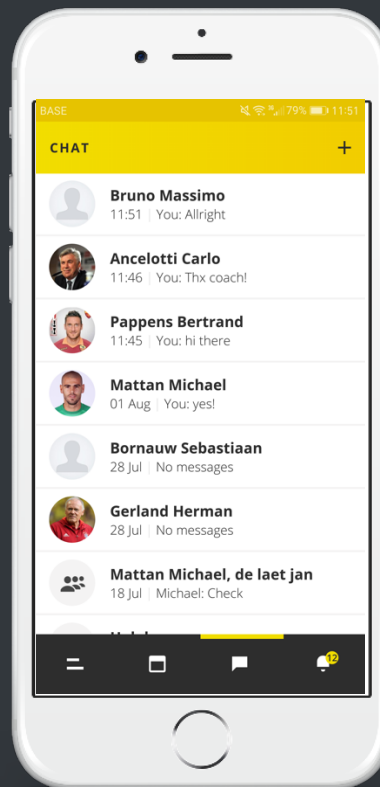 BASE 79% 11:51
CHAT +
Bruno Massimo
11:51 | You: Allright
Ancelotti Carlo
11:46 | You: Thx coach!
Pappens Bertrand
11:45 | You: hi there
Mattan Michael
01 Aug | You: yes!
Bornauw Sebastiaan
28 Jul | No messages
Gerland Herman
28 Jul | No messages
Mattan Michael, de laet jan
18 Jul | Michael: Check
12